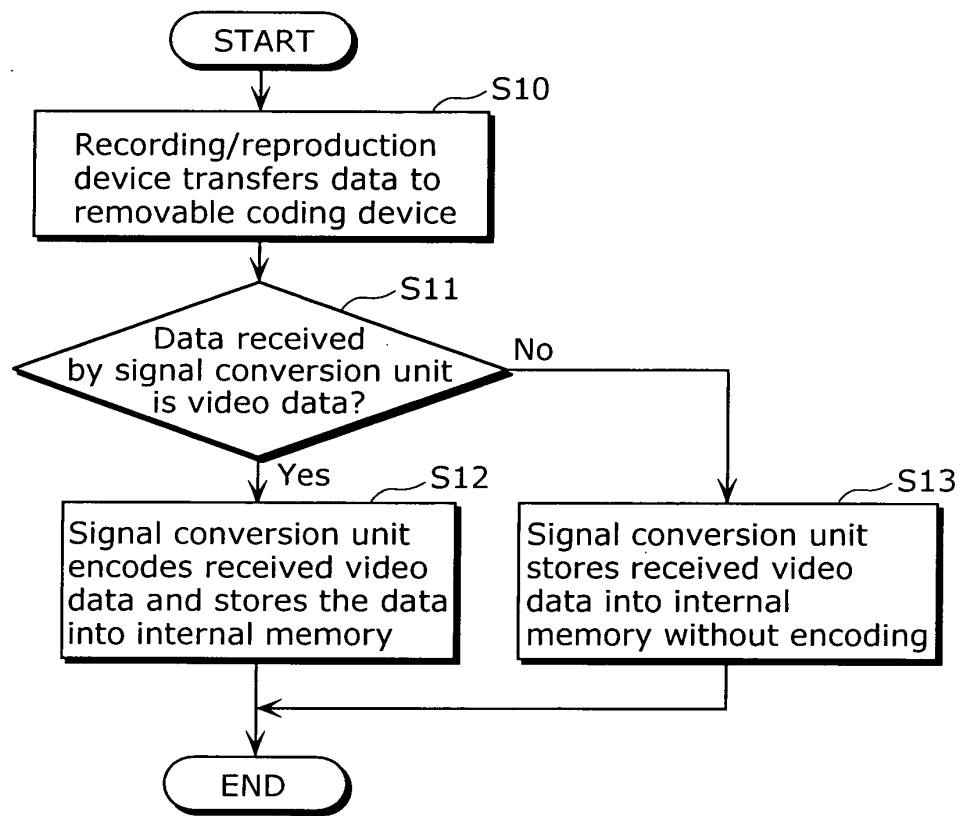 START
S10
Recording/reproduction
device transfers data to
removable coding device
S11
Data received
by signal conversion unit
is video data?
No
Yes
S12
Signal conversion unit
encodes received video
data and stores the data
into internal memory
S13
Signal conversion unit
stores received video
data into internal
memory without encoding
END